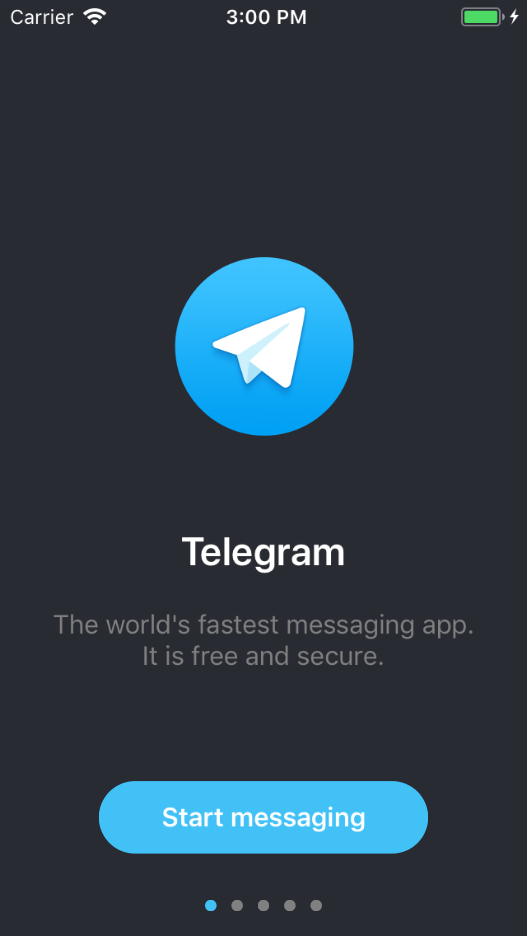 Carrier 3:00 PM
Telegram
The world's fastest messaging app.
It is free and secure.
Start messaging